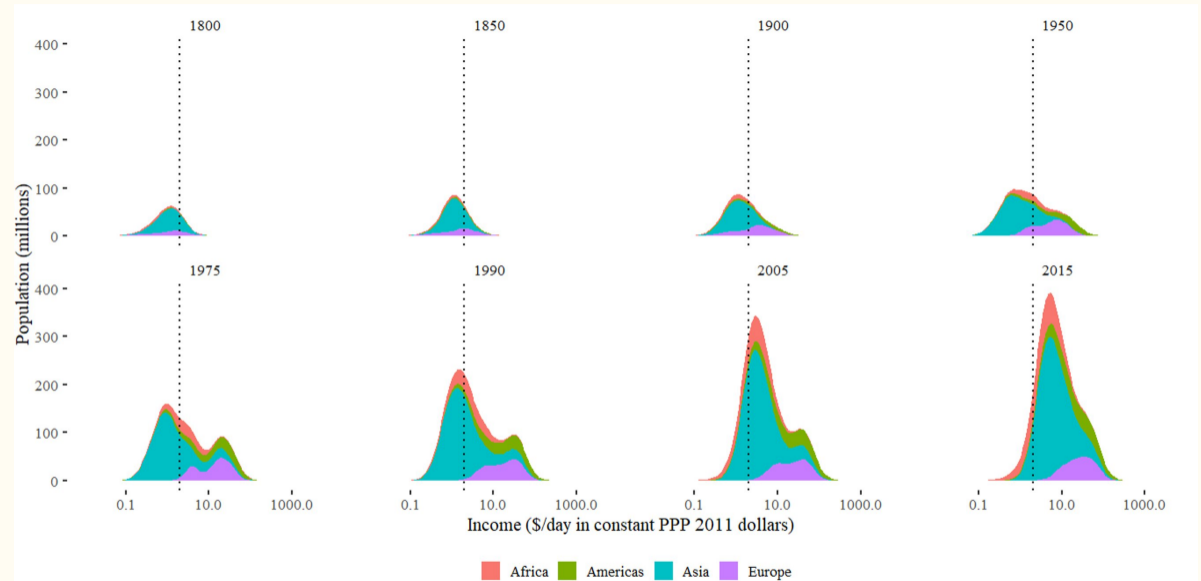 1800 1850 1900 1950
400
300
200
100
0
1975 1990 2005 2015
400
300
200
100
0
0.1 10.0 1000.0 0.1 10.0 1000.0 0.1 10.0 1000.0 0.1 10.0 1000.0
Population (millions)
Income ($/day in constant PPP 2011 dollars)
Africa Americas Asia Europe